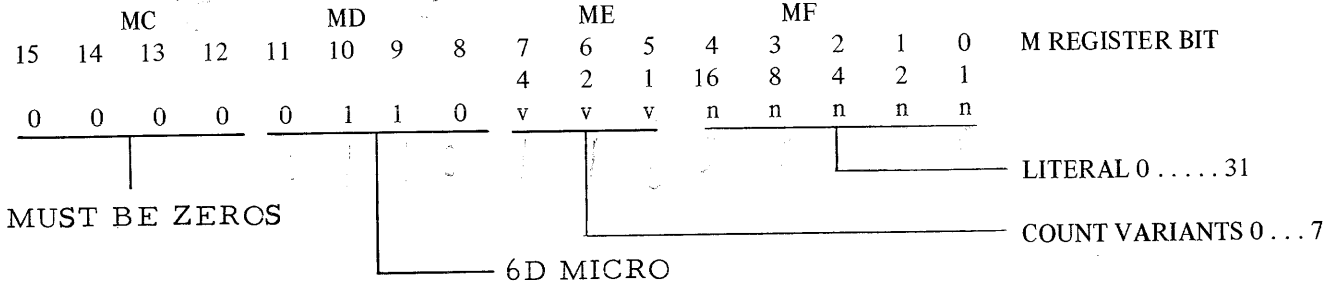 MC MD ME MF
15 14 13 12 11 10 9 8 7 6 5 4 3 2 1 0 M REGISTER BIT
4 2 1 16 8 4 2 1
0 0 0 0 0 1 1 0 v v v n n n n n
LITERAL 0 ..... 31
MUST BE ZEROS
COUNT VARIANTS 0 ... 7
6D MICRO